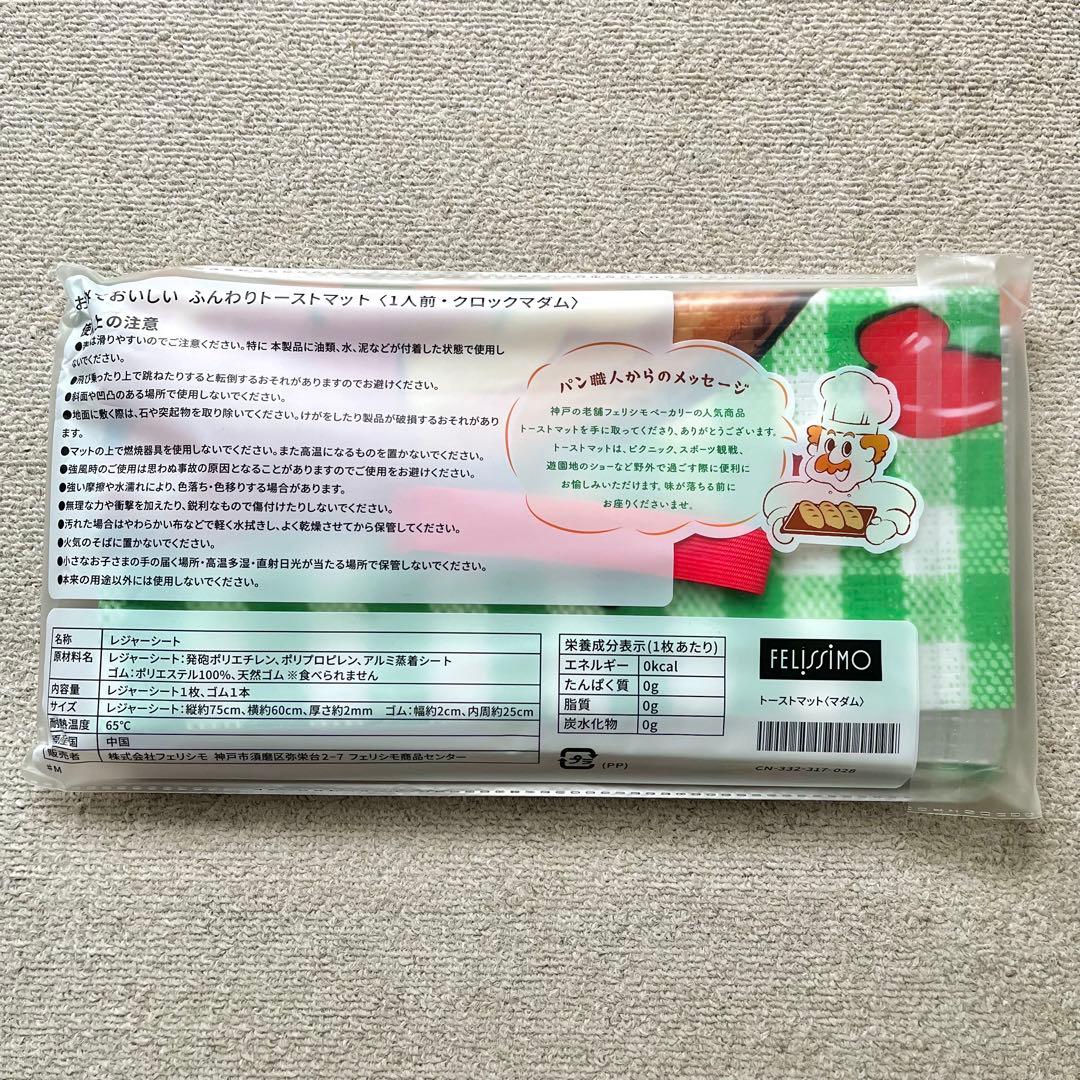 おいしい ふんわりトーストマット〈1人前・クロックマダム〉
上の注意
は滑りやすいのでご注意ください。特に 本製品に油類、水、泥などが付着した状態で使用し
ないでください。
●飛び乗ったり上で跳ねたりすると転倒するおそれがありますのでお避けください。
●斜面や凹凸のある場所で使用しないでください。
●地面に敷く際は、石や突起物を取り除いてください。けがをしたり製品が破損するおそれがあり
ます。
●マットの上で燃焼器具を使用しないでください。また高温になるものを置かないでください。
●強風時のご使用は思わぬ事故の原因となることがありますのでご使用をお避けください。
●強い摩擦や水濡れにより、色落ち・色移りする場合があります。
●無理な力や衝撃を加えたり、鋭利なもので傷付けたりしないでください。
●汚れた場合はやわらかい布などで軽く水拭きし、よく乾燥させてから保管してください。
●火気のそばに置かないでください。
●小さなお子さまの手の届く場所・高温多湿・直射日光が当たる場所で保管しないでください。
●本来の用途以外には使用しないでください。
パン職人からのメッセージ
神戸の老舗フェリシモベーカリーの人気商品
トーストマットを手に取ってくださり、ありがとうございます。
トーストマットは、ピクニック、スポーツ観戦、
遊園地のショーなど野外で過ごす際に便利に
お愉しみいただけます。味が落ちる前に
お座りくださいませ。
名称 レジャーシート
原材料名 レジャーシート：発砲ポリエチレン、ポリプロピレン、アルミ蒸着シート
ゴム：ポリエステル100%、天然ゴム ※食べられません
内容量 レジャーシート1枚、ゴム1本
サイズ レジャーシート：縦約75cm、横約60cm、厚さ約2mm ゴム：幅約2cm、内周約25cm
耐熱温度 65℃
国 中国
販売者 株式会社フェリシモ 神戸市須磨区弥栄台2-7 フェリシモ商品センター
#M
栄養成分表示(1枚あたり)
エネルギー 0kcal
たんぱく質 0g
脂質 0g
炭水化物 0g
プラ (PP)
FELISSIMO
トーストマット〈マダム〉
CN-332-317-028